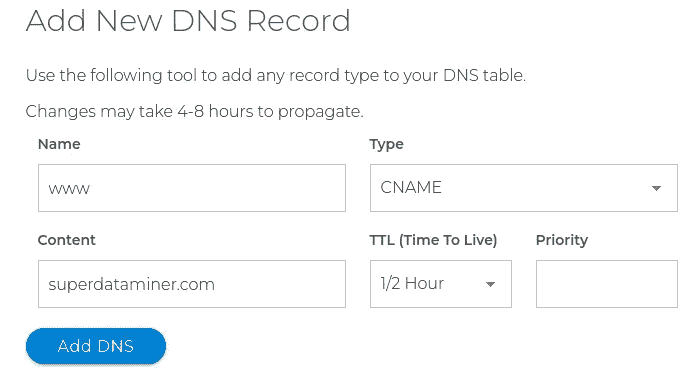 Add New DNS Record
Use the following tool to add any record type to your DNS table.
Changes may take 4-8 hours to propagate.
Name Type
www CNAME
Content TTL (Time To Live) Priority
superdataminer.com 1/2 Hour
Add DNS